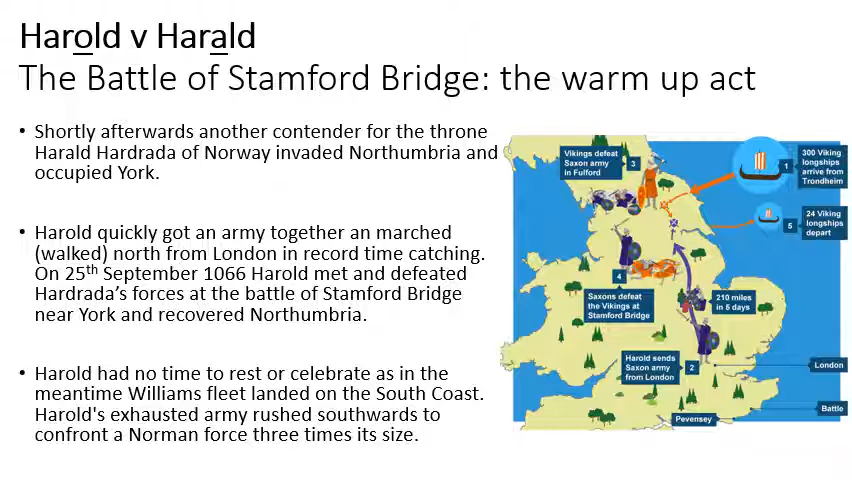 Harold v Harald
The Battle of Stamford Bridge: the warm up act
• Shortly afterwards another contender for the throne
Harald Hardrada of Norway invaded Northumbria and
occupied York.
• Harold quickly got an army together an marched
(walked) north from London in record time catching.
On 25th September 1066 Harold met and defeated
Hardrada's forces at the battle of Stamford Bridge
near York and recovered Northumbria.
• Harold had no time to rest or celebrate as in the
meantime Williams fleet landed on the South Coast.
Harold's exhausted army rushed southwards to
confront a Norman force three times its size.
Vikings defeat
Saxon army
in Fulford
3
1
300 Viking
longships
arrive from
Trondheim
5
24 Viking
longships
depart
4
Saxons defeat
the Vikings at
Stamford Bridge
210 miles
in 5 days
Harold sends
Saxon army
from London
2
London
Battle
Pevensey